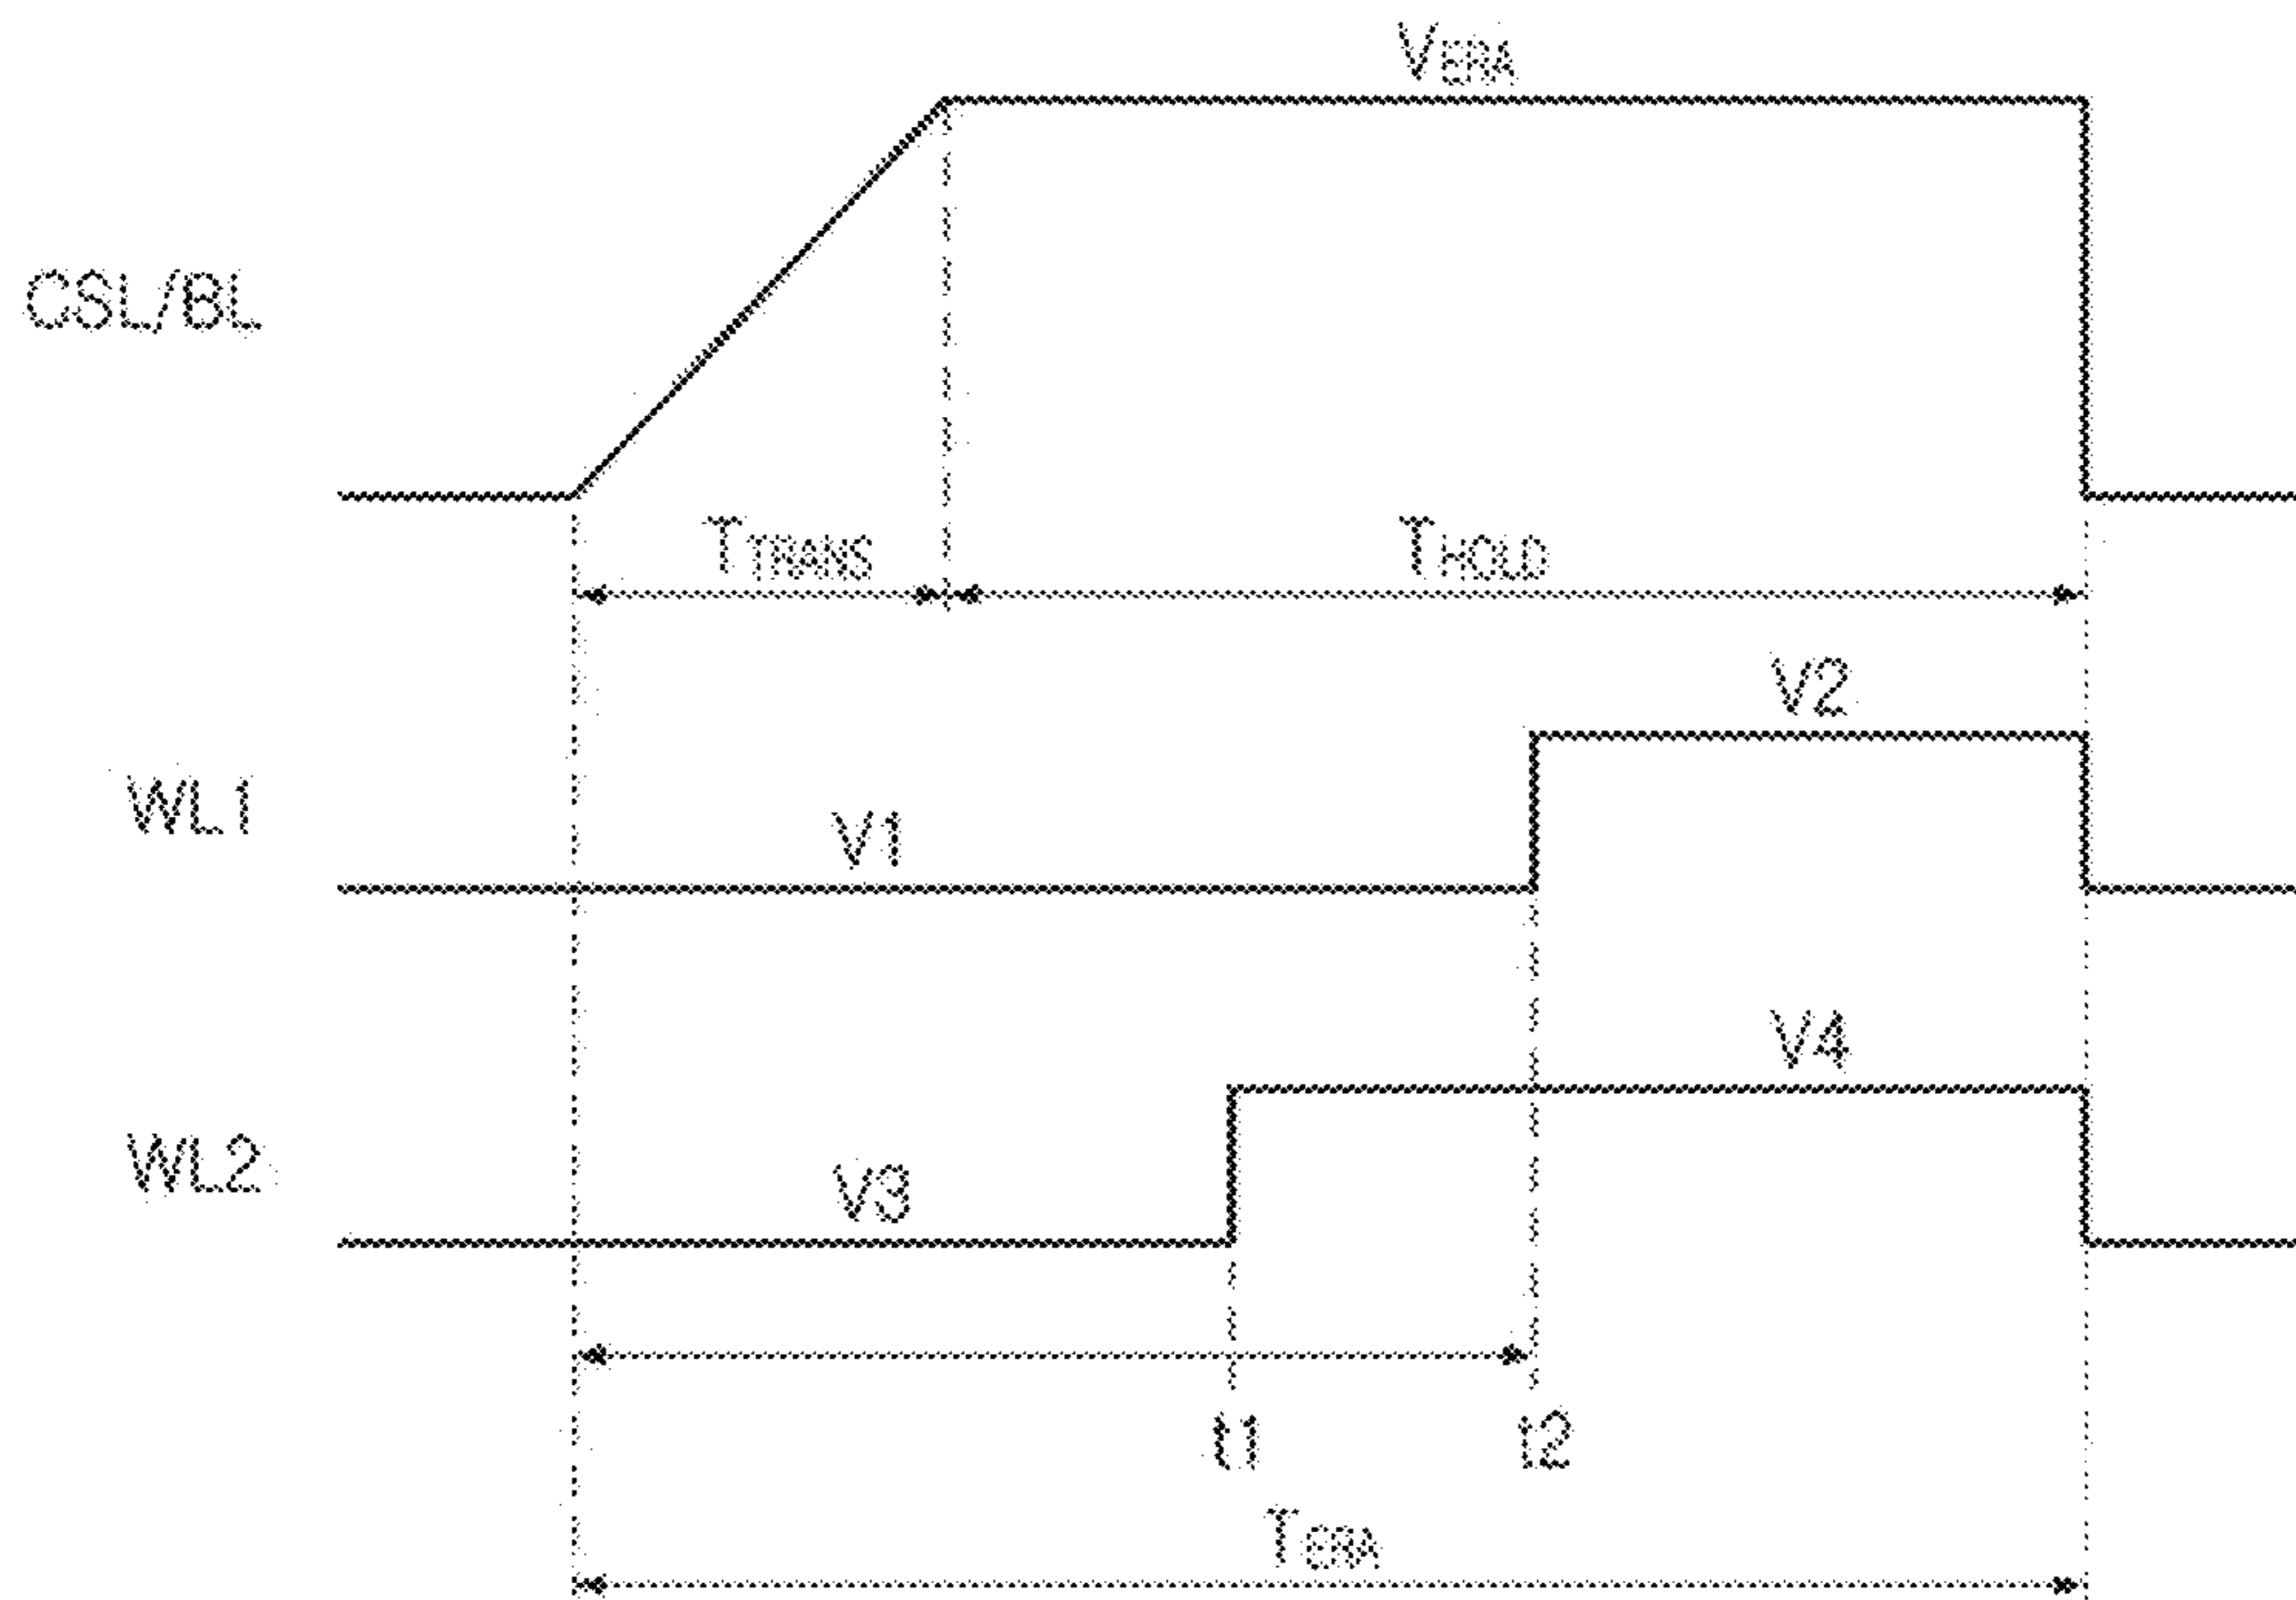 VERA
CSL/BL
TTRANS
THOLD
V2
WL1
V1
V4
WL2
V3
t1
t2
TERA